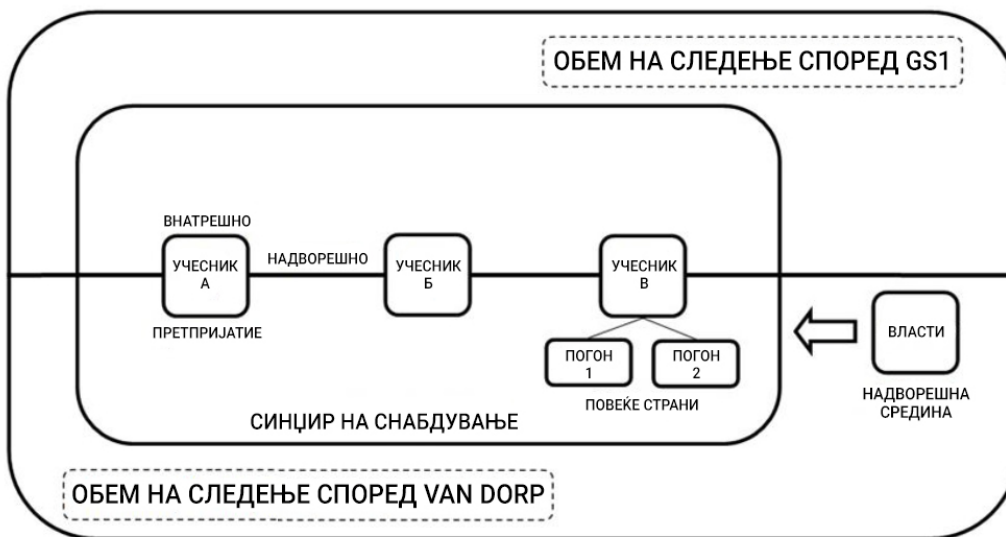 ОБЕМ НА СЛЕДЕЊЕ СПОРЕД GS1
ВНАТРЕШНО
УЧЕСНИК
А
НАДВОРЕШНО
УЧЕСНИК
Б
УЧЕСНИК
В
ПРЕТПРИЈАТИЕ
ВЛАСТИ
ПОГОН
1
ПОГОН
2
ПОВЕЌЕ СТРАНИ
НАДВОРЕШНА
СРЕДИНА
СИНЏИР НА СНАБДУВАЊЕ
ОБЕМ НА СЛЕДЕЊЕ СПОРЕД VAN DORP